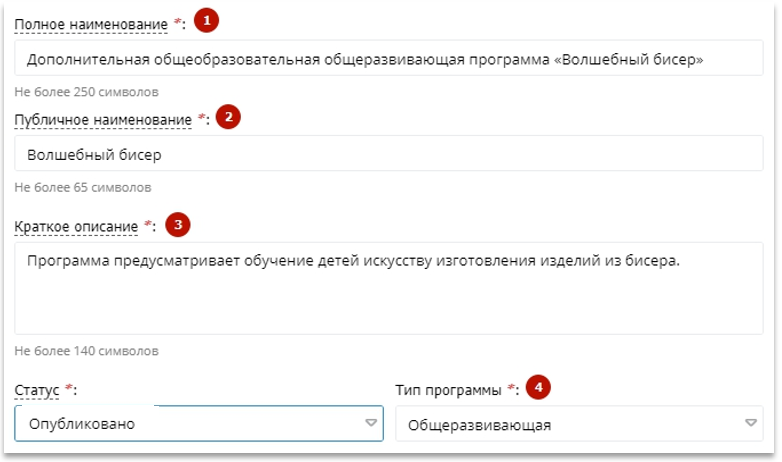 Полное наименование *: 1
Дополнительная общеобразовательная общеразвивающая программа «Волшебный бисер»
Не более 250 символов
Публичное наименование *: 2
Волшебный бисер
Не более 65 символов
Краткое описание *: 3
Программа предусматривает обучение детей искусству изготовления изделий из бисера.
Не более 140 символов
Статус *: Тип программы *: 4
Опубликовано Общеразвивающая